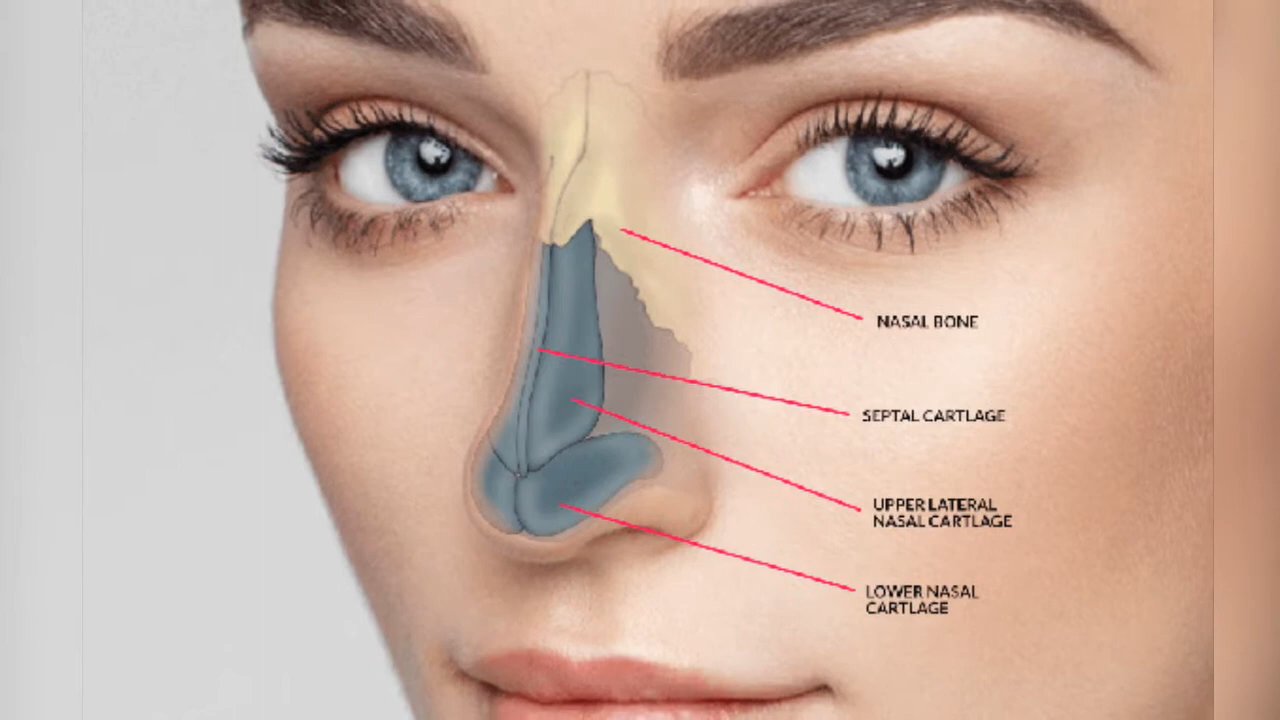 NASAL BONE
SEPTAL CARTLAGE
UPPER LATERAL
NASAL CARTLAGE
LOWER NASAL
CARTLAGE